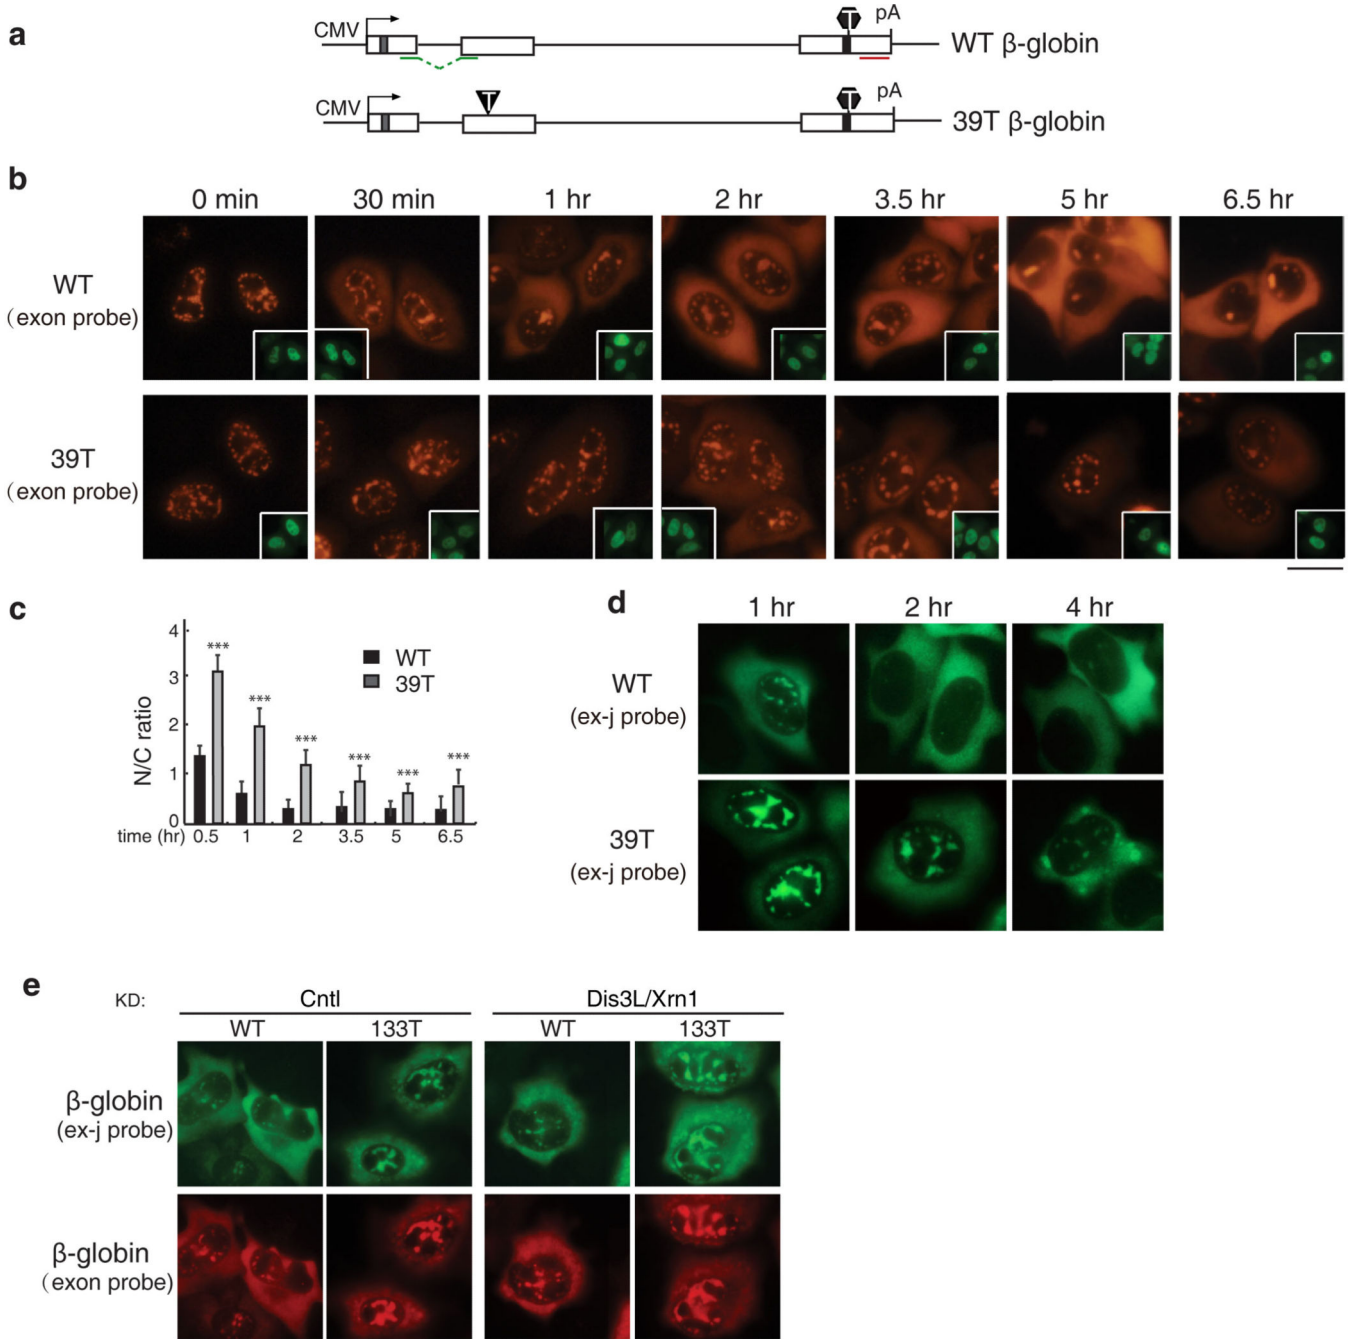 a
CMV
T
pA
WT β-globin
CMV
T
T
pA
39T β-globin
b
0 min
30 min
1 hr
2 hr
3.5 hr
5 hr
6.5 hr
WT
(exon probe)
39T
(exon probe)
c
N/C ratio
4
3
2
1
0
WT
39T
***
***
***
***
***
***
time (hr) 0.5 1 2 3.5 5 6.5
d
1 hr
2 hr
4 hr
WT
(ex-j probe)
39T
(ex-j probe)
e
KD:
Cntl
Dis3L/Xrn1
WT
133T
WT
133T
β-globin
(ex-j probe)
β-globin
(exon probe)